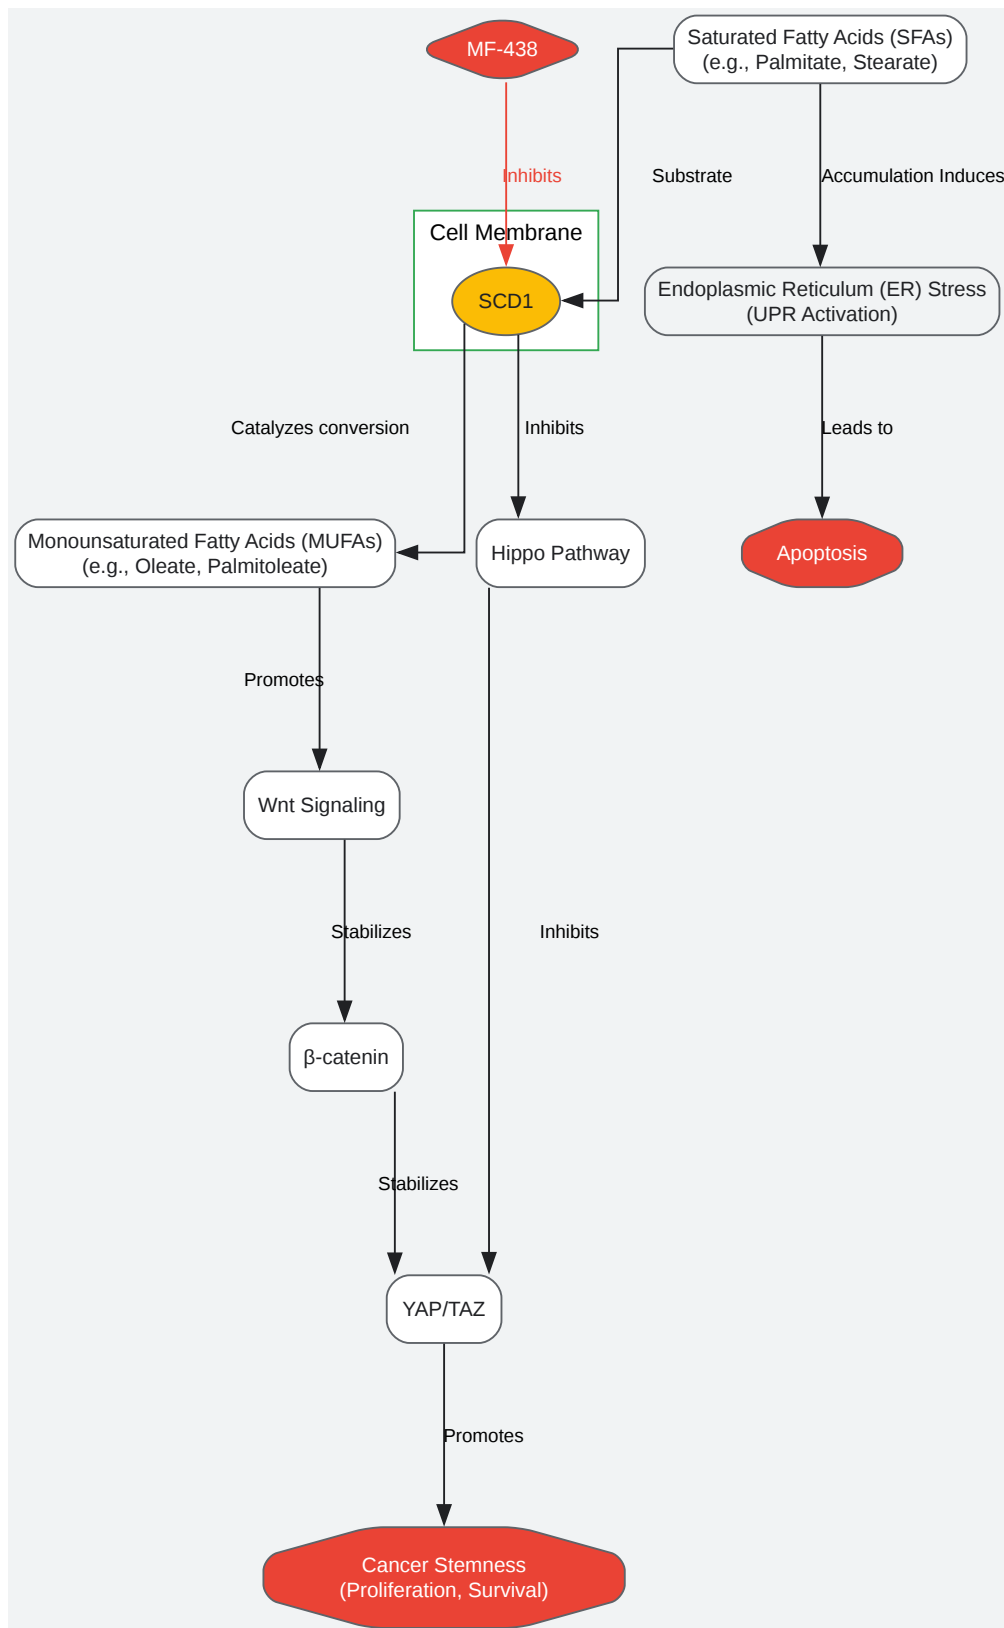 MF-438
Saturated Fatty Acids (SFAs)
(e.g., Palmitate, Stearate)
Inhibits
Substrate
Accumulation Induces
Cell Membrane
SCD1
Endoplasmic Reticulum (ER) Stress
(UPR Activation)
Catalyzes conversion
Inhibits
Leads to
Monounsaturated Fatty Acids (MUFAs)
(e.g., Oleate, Palmitoleate)
Hippo Pathway
Apoptosis
Promotes
Wnt Signaling
Stabilizes
Inhibits
β-catenin
Stabilizes
YAP/TAZ
Promotes
Cancer Stemness
(Proliferation, Survival)